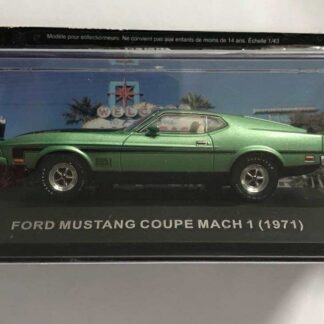 Modèle pour collectionneurs. Ne convient pas aux enfants de moins de 14 ans. Échelle 1/43
FORD MUSTANG COUPE MACH 1 (1971)